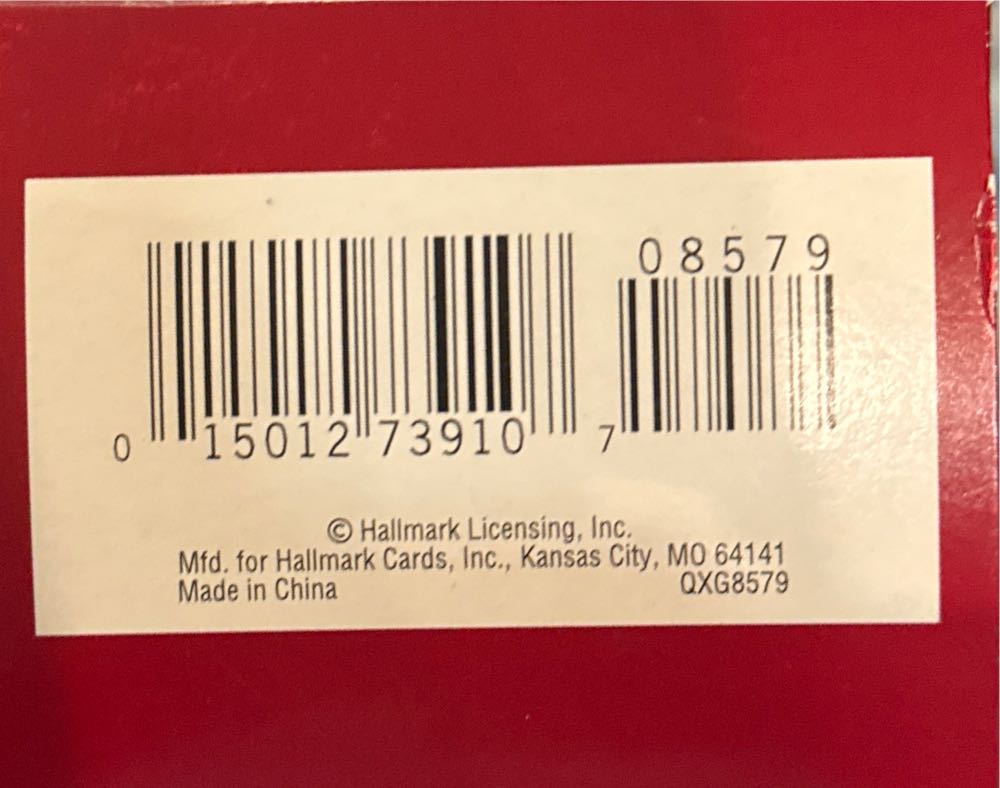 08579
0 15012 73910 7
© Hallmark Licensing, Inc.
Mfd. for Hallmark Cards, Inc., Kansas City, MO 64141
Made in China QXG8579